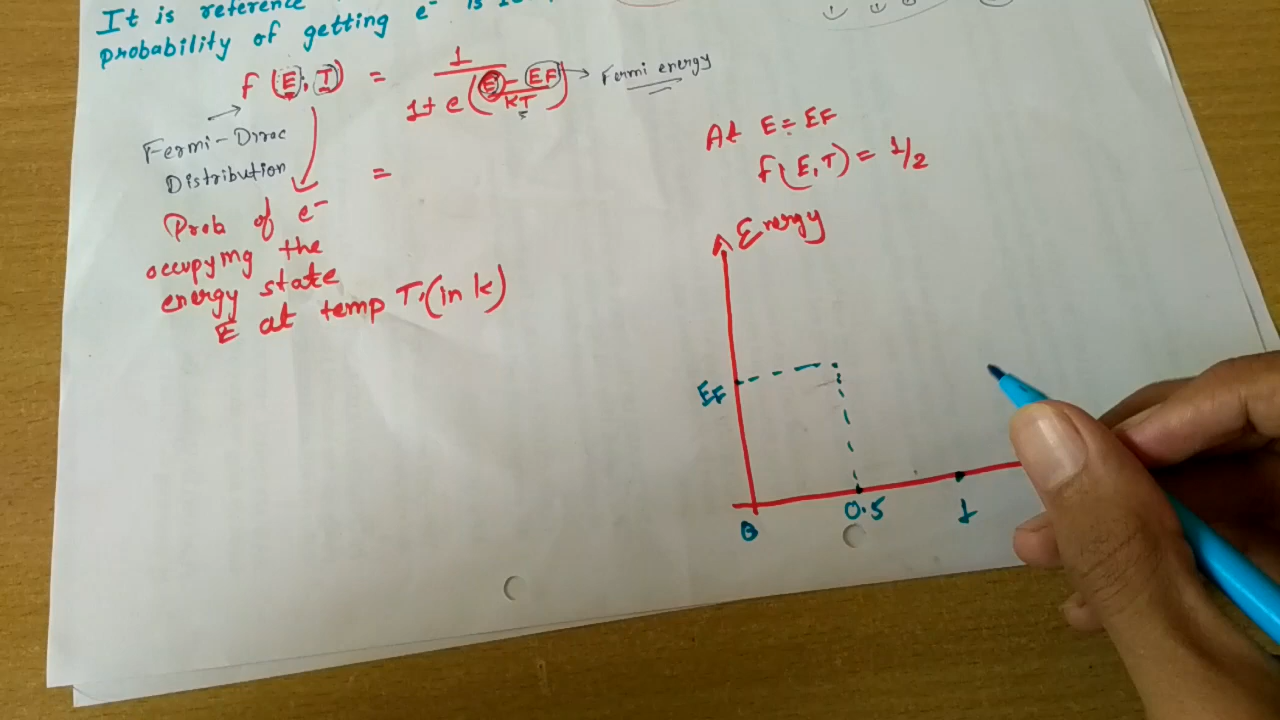 It is reference
probability of getting e⁻ is
f (E, T) = 1 / 1+ e (E - EF / KT)
Fermi energy
Fermi-Dirac
Distribution
=
Prob of e⁻
occupying the
energy state
E at temp T, (in k)
At E = EF
f(E,T) = 1/2
Energy
EF
0
0.5
1